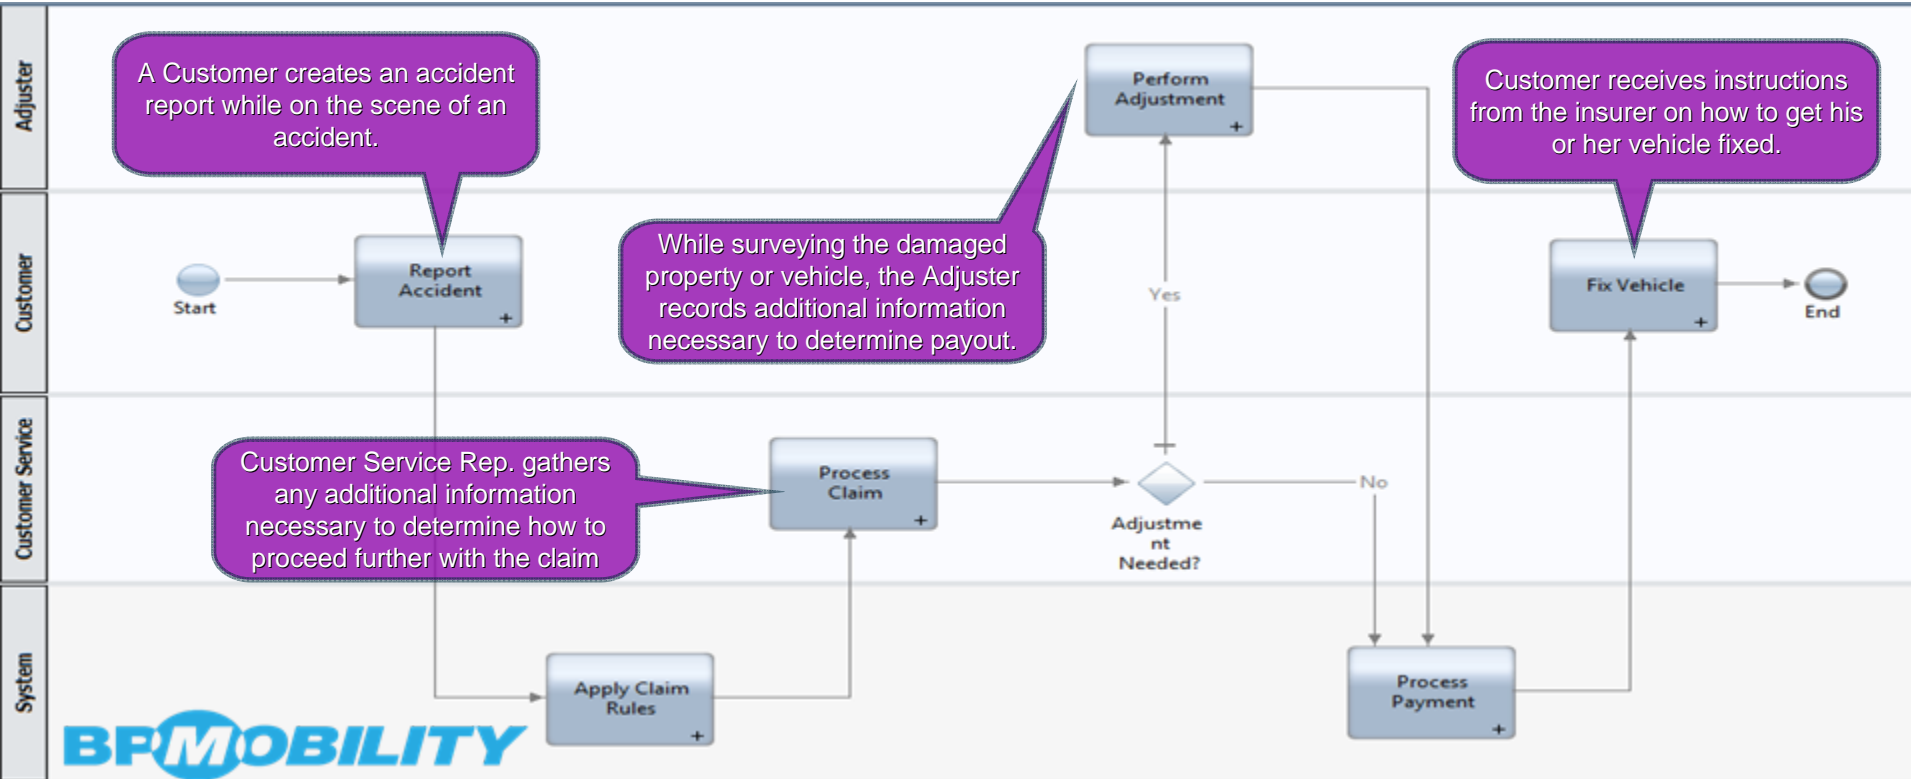 Adjuster
A Customer creates an accident
report while on the scene of an
accident.
Perform
Adjustment
+
Customer receives instructions
from the insurer on how to get his
or her vehicle fixed.
Customer
Start
Report
Accident
+
While surveying the damaged
property or vehicle, the Adjuster
records additional information
necessary to determine payout.
Yes
Fix Vehicle
+
End
Customer Service
Customer Service Rep. gathers
any additional information
necessary to determine how to
proceed further with the claim
Process
Claim
+
Adjustme
nt
Needed?
No
System
Apply Claim
Rules
+
Process
Payment
+
BPMOBILITY